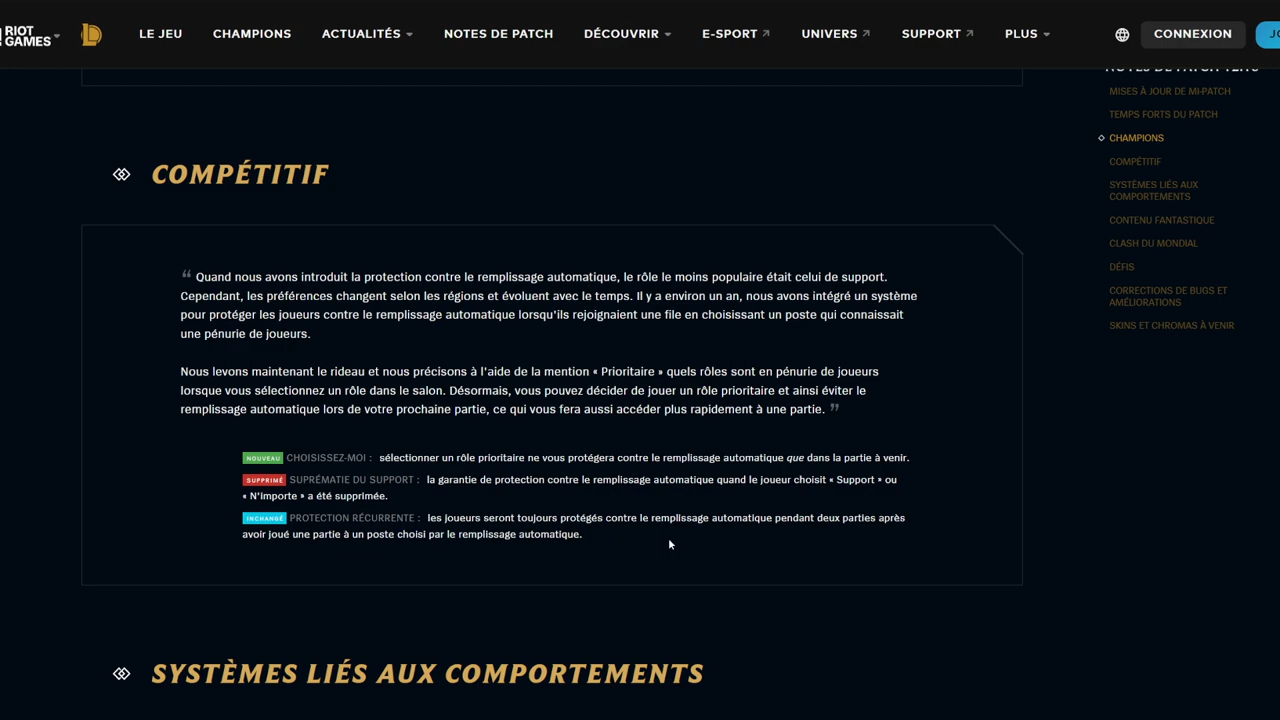 RIOT GAMES
LE JEU
CHAMPIONS
ACTUALITÉS
NOTES DE PATCH
DÉCOUVRIR
E-SPORT
UNIVERS
SUPPORT
PLUS
CONNEXION
MISES À JOUR DE MI-PATCH
TEMPS FORTS DU PATCH
CHAMPIONS
COMPÉTITIF
SYSTÈMES LIÉS AUX
COMPORTEMENTS
CONTENU FANTASTIQUE
CLASH DU MONDIAL
DÉFIS
CORRECTIONS DE BUGS ET
AMÉLIORATIONS
SKINS ET CHROMAS À VENIR
COMPÉTITIF
“ Quand nous avons introduit la protection contre le remplissage automatique, le rôle le moins populaire était celui de support.
Cependant, les préférences changent selon les régions et évoluent avec le temps. Il y a environ un an, nous avons intégré un système
pour protéger les joueurs contre le remplissage automatique lorsqu'ils rejoignaient une file en choisissant un poste qui connaissait
une pénurie de joueurs.
Nous levons maintenant le rideau et nous précisons à l'aide de la mention « Prioritaire » quels rôles sont en pénurie de joueurs
lorsque vous sélectionnez un rôle dans le salon. Désormais, vous pouvez décider de jouer un rôle prioritaire et ainsi éviter le
remplissage automatique lors de votre prochaine partie, ce qui vous fera aussi accéder plus rapidement à une partie. ”
NOUVEAU CHOISISSEZ-MOI : sélectionner un rôle prioritaire ne vous protégera contre le remplissage automatique que dans la partie à venir.
SUPPRIMÉ SUPRÉMATIE DU SUPPORT : la garantie de protection contre le remplissage automatique quand le joueur choisit « Support » ou
« N'importe » a été supprimée.
INCHANGÉ PROTECTION RÉCURRENTE : les joueurs seront toujours protégés contre le remplissage automatique pendant deux parties après
avoir joué une partie à un poste choisi par le remplissage automatique.
SYSTÈMES LIÉS AUX COMPORTEMENTS